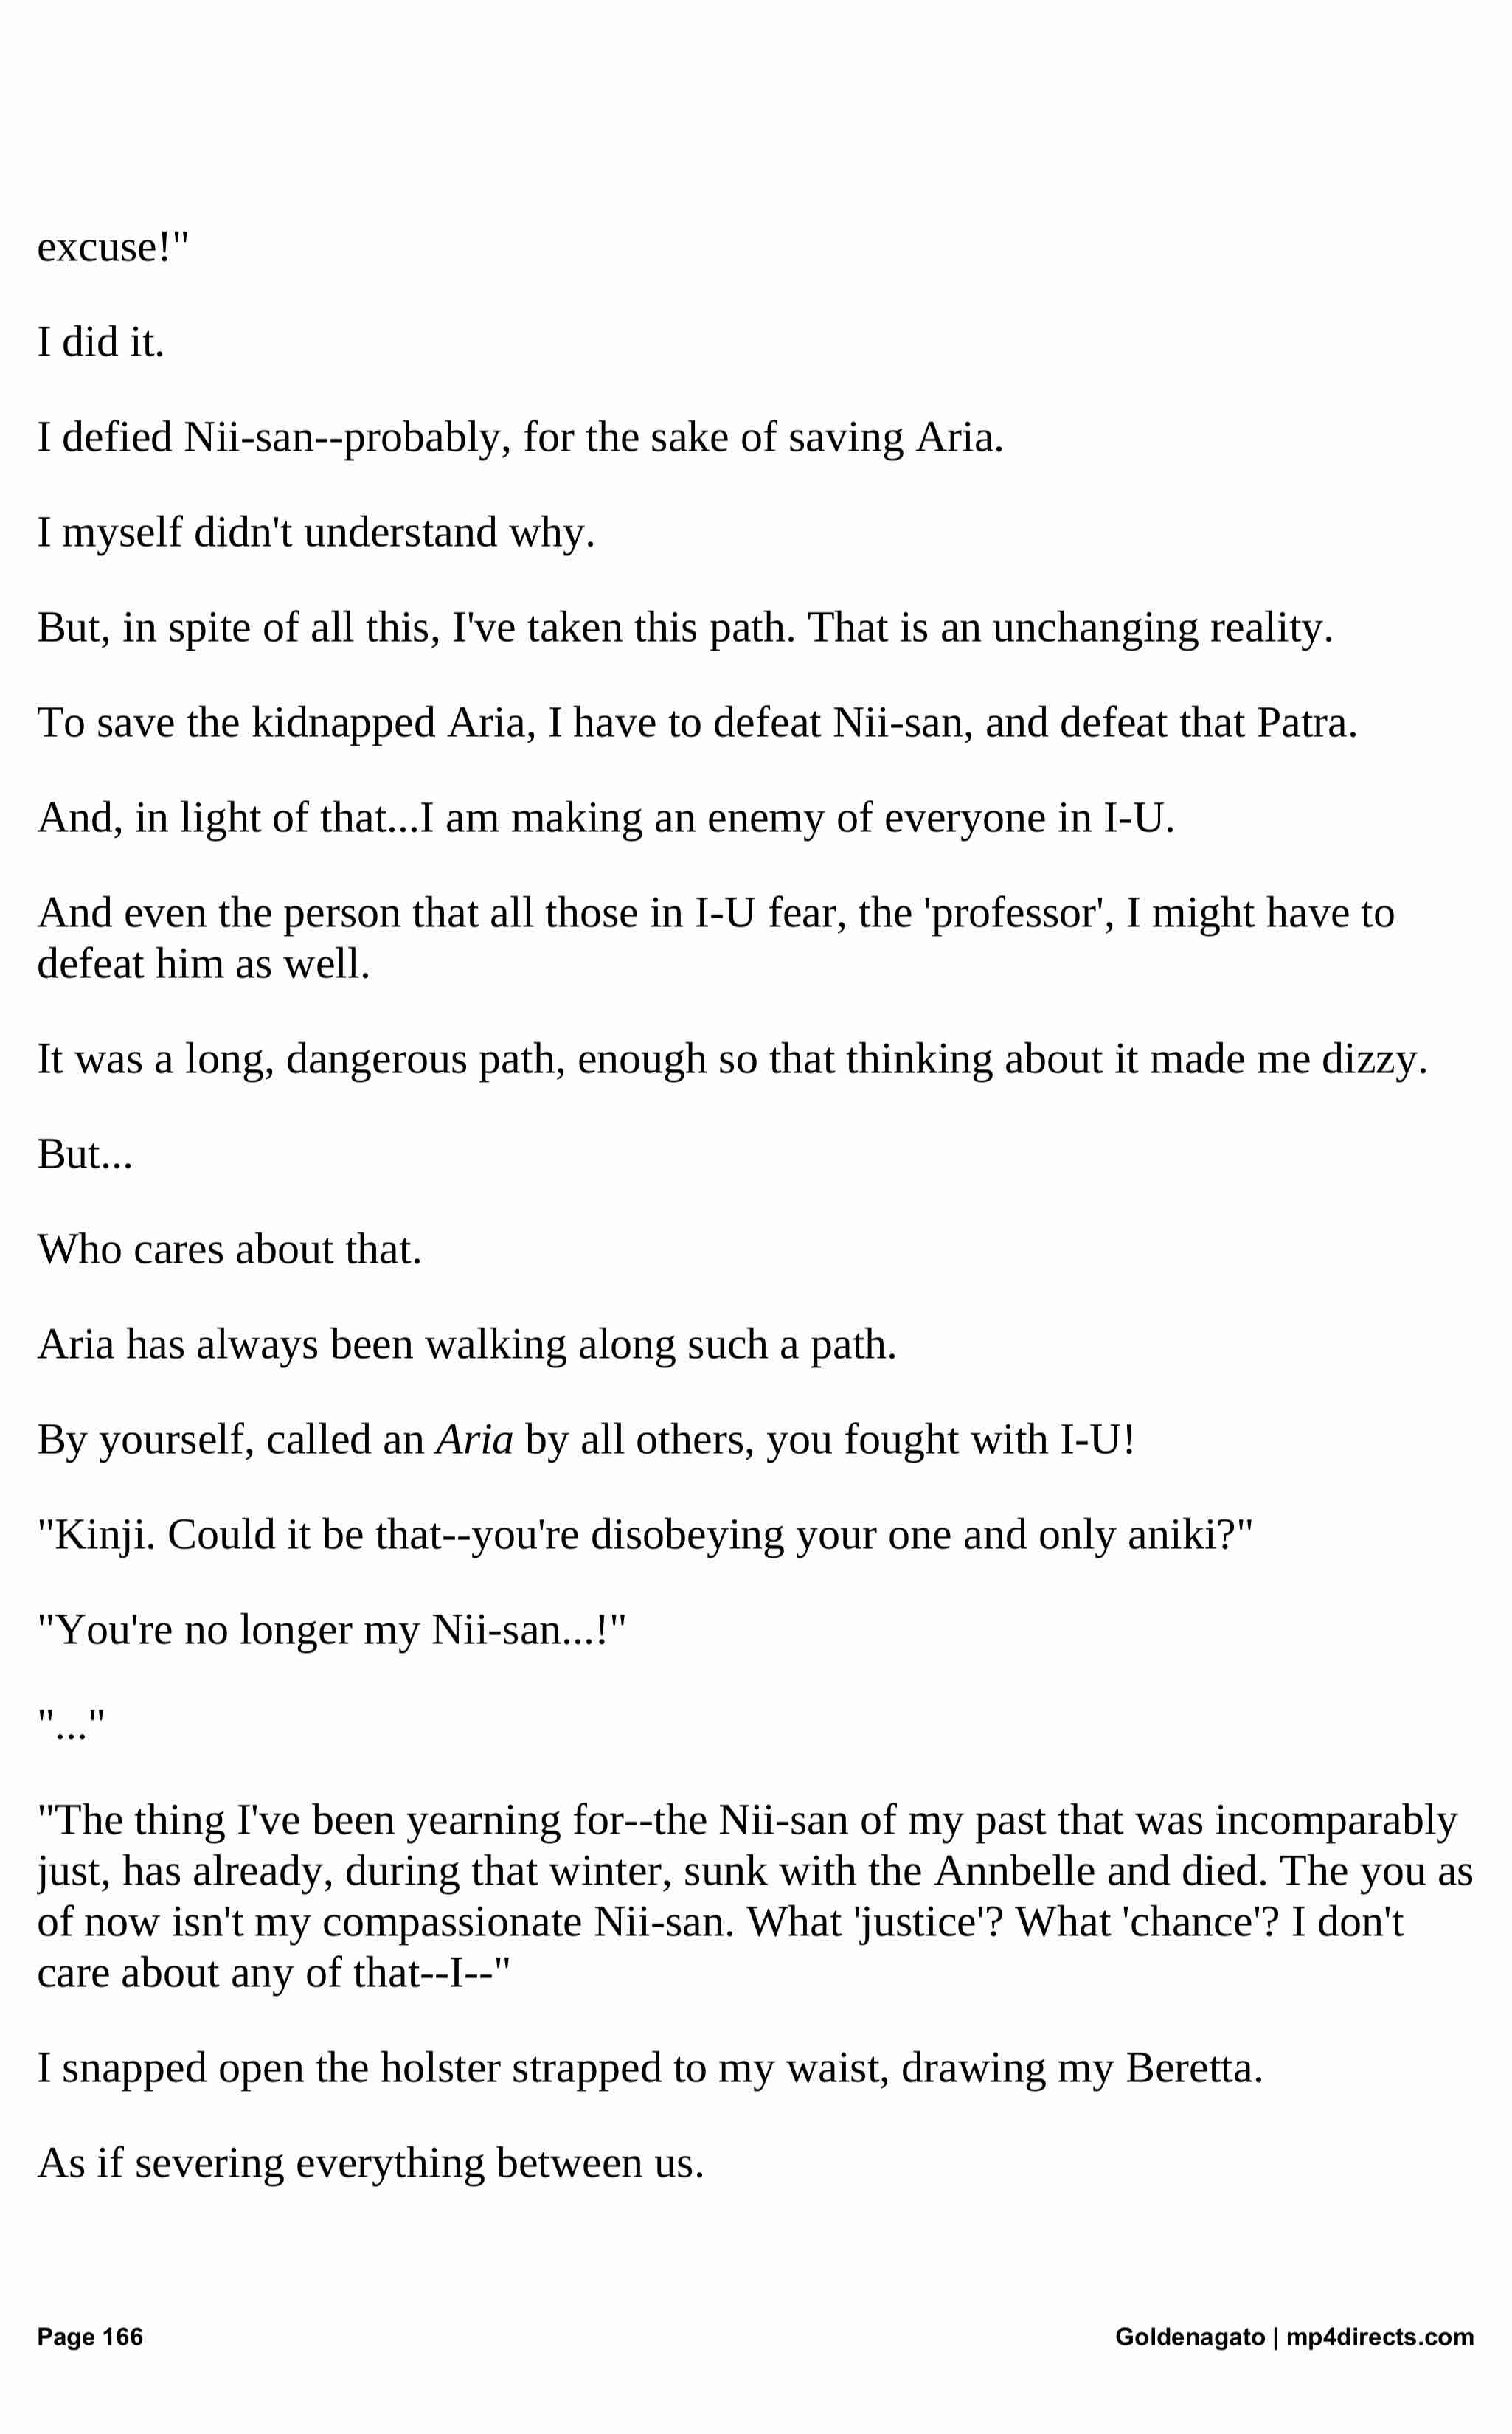 excuse!"
I did it.
I defied Nii-san--probably, for the sake of saving Aria.
I myself didn't understand why.
But, in spite of all this, I've taken this path. That is an unchanging reality.
To save the kidnapped Aria, I have to defeat Nii-san, and defeat that Patra.
And, in light of that...I am making an enemy of everyone in I-U.
And even the person that all those in I-U fear, the 'professor', I might have to
defeat him as well.
It was a long, dangerous path, enough so that thinking about it made me dizzy.
But...
Who cares about that.
Aria has always been walking along such a path.
By yourself, called an Aria by all others, you fought with I-U!
"Kinji. Could it be that--you're disobeying your one and only aniki?"
"You're no longer my Nii-san...!"
"..."
"The thing I've been yearning for--the Nii-san of my past that was incomparably
just, has already, during that winter, sunk with the Annbelle and died. The you as
of now isn't my compassionate Nii-san. What 'justice'? What 'chance'? I don't
care about any of that--I--"
I snapped open the holster strapped to my waist, drawing my Beretta.
As if severing everything between us.
Page 166
Goldenagato | mp4directs.com